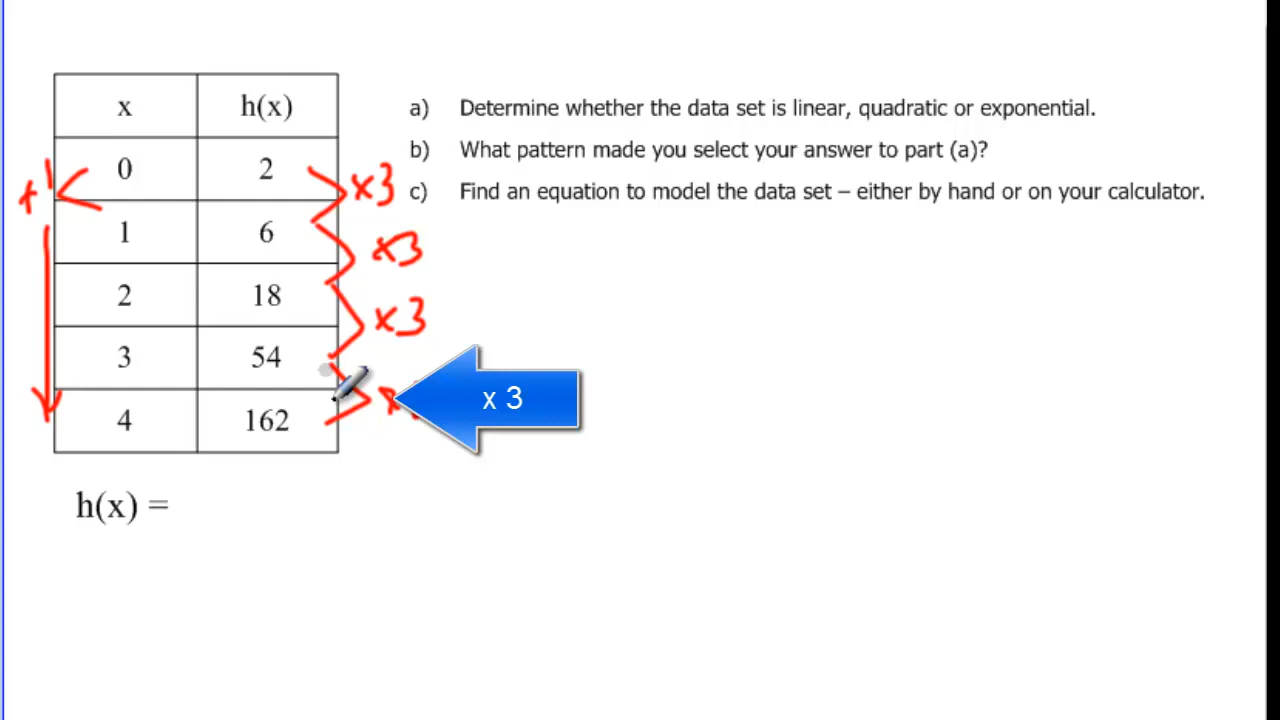 x h(x)
0 2
1 6
2 18
3 54
4 162
+1
x3
x3
x3
x 3
h(x) =
a) Determine whether the data set is linear, quadratic or exponential.
b) What pattern made you select your answer to part (a)?
c) Find an equation to model the data set – either by hand or on your calculator.